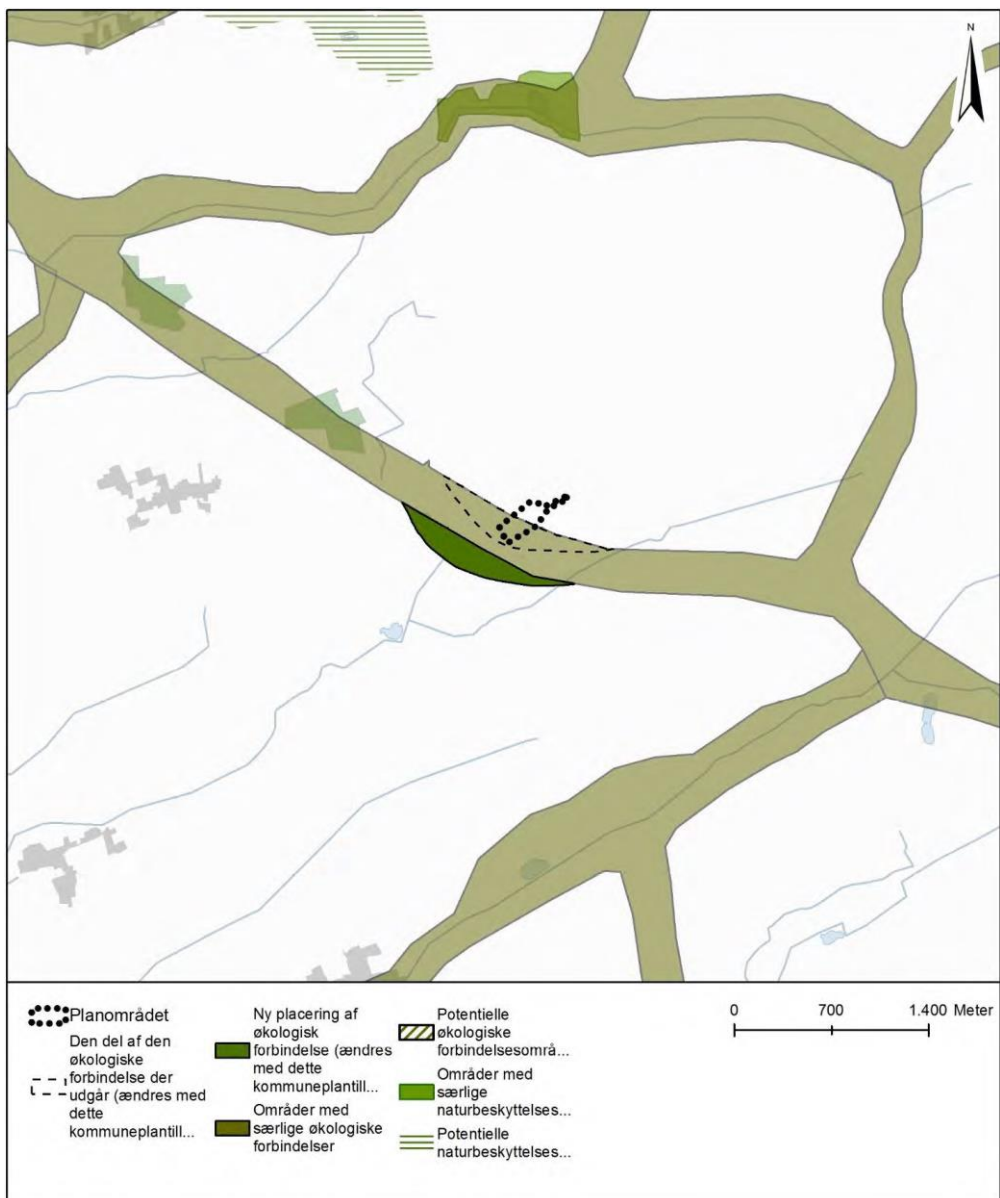 N
Planområdet
Den del af den
økologiske
forbindelse der
udgår (ændres med
dette
kommuneplantill...
Ny placering af
økologisk
forbindelse (ændres
med dette
kommuneplantill...
Områder med
særlige økologiske
forbindelser
Potentielle
økologiske
forbindelsesområ...
Områder med
særlige
naturbeskyttelses...
Potentielle
naturbeskyttelses...
0 700 1.400 Meter